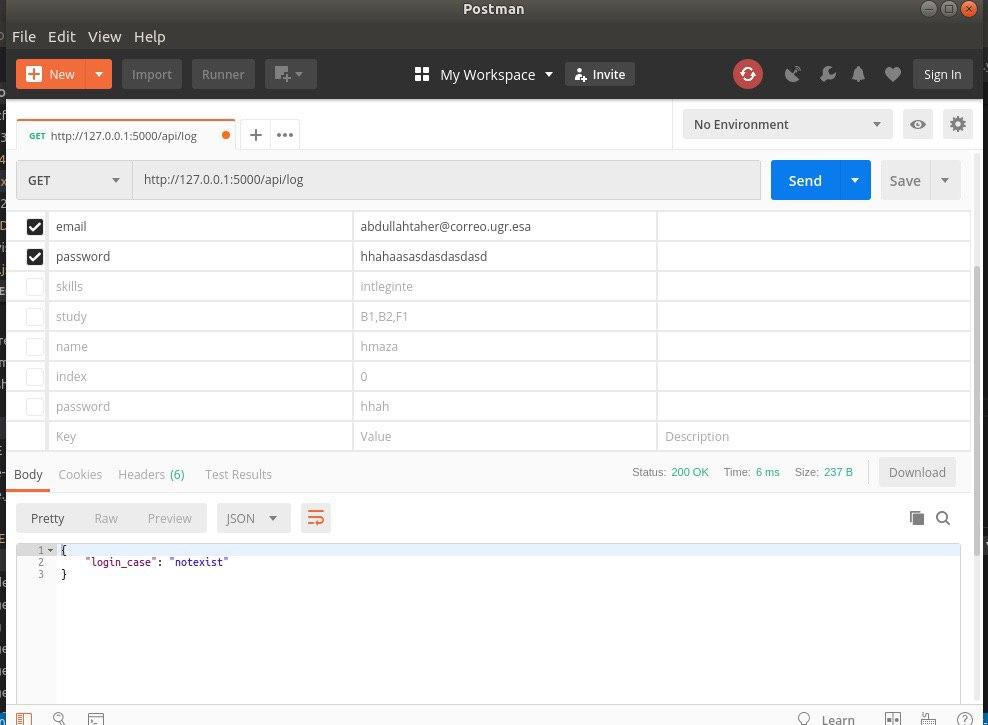 Postman
File Edit View Help
New Import Runner My Workspace Invite Sign In
GET http://127.0.0.1:5000/api/log + ••• No Environment
GET http://127.0.0.1:5000/api/log Send Save
email abdullahtaher@correo.ugr.esa
password hhahaasasdasdasdasd
skills intleginte
study B1,B2,F1
name hmaza
index 0
password hhah
Key Value Description
Body Cookies Headers (6) Test Results Status: 200 OK Time: 6 ms Size: 237 B Download
Pretty Raw Preview JSON
1 {
2 "login_case": "notexist"
3 }
Learn